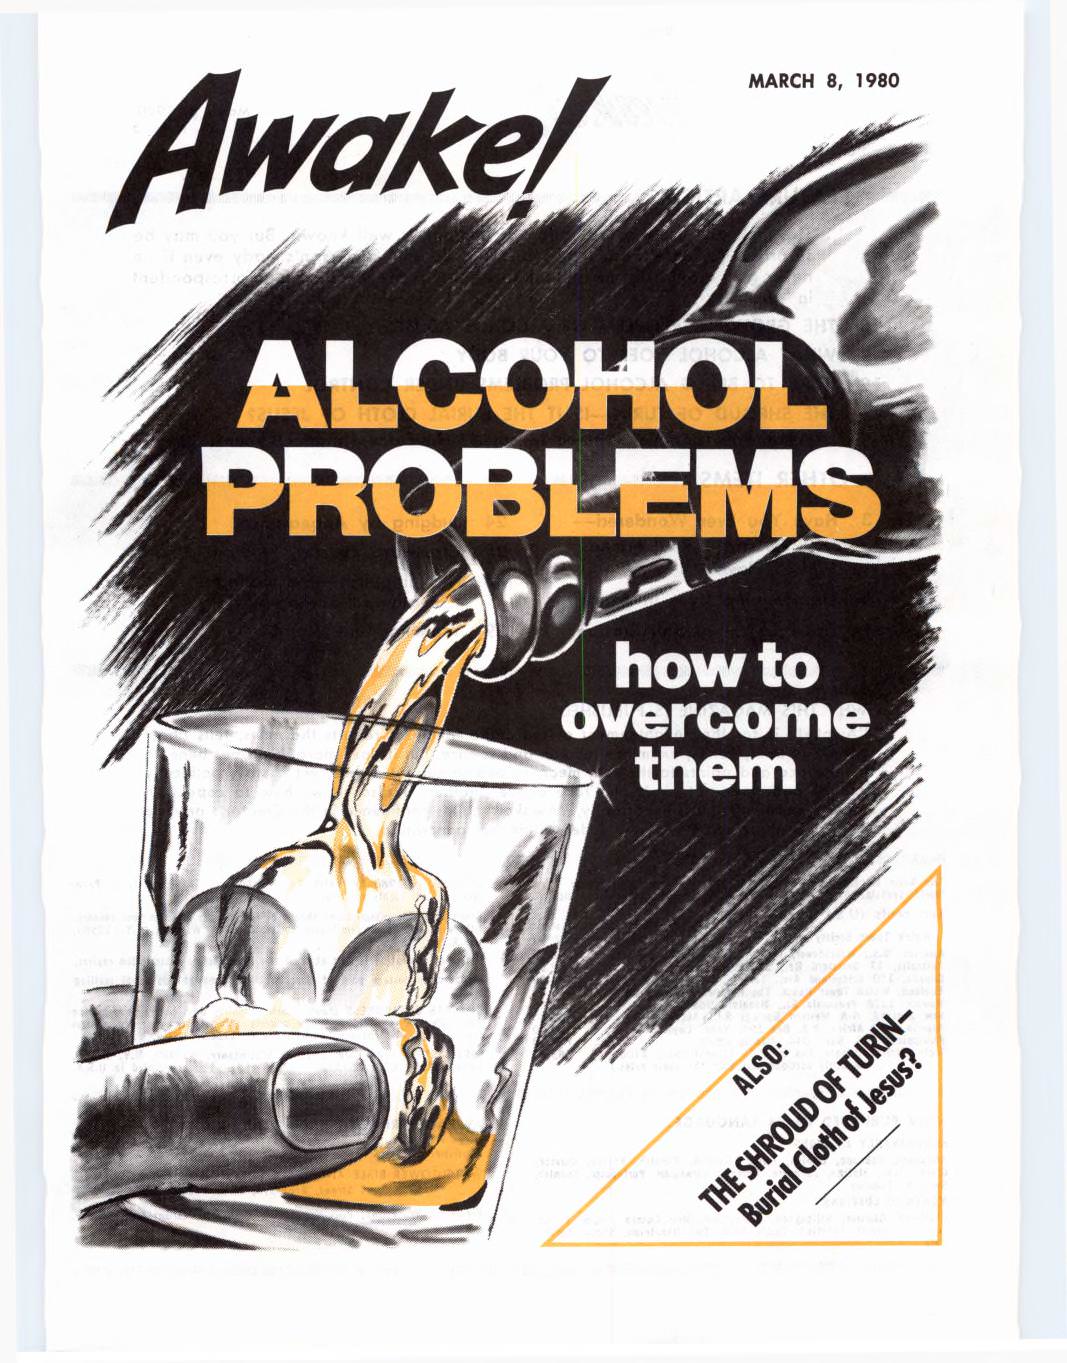 Awake!
MARCH 8, 1980
ALCOHOL
PROBLEMS
how to
overcome
them
ALSO:
THE SHROUD OF TURIN—
Burial Cloth of Jesus?